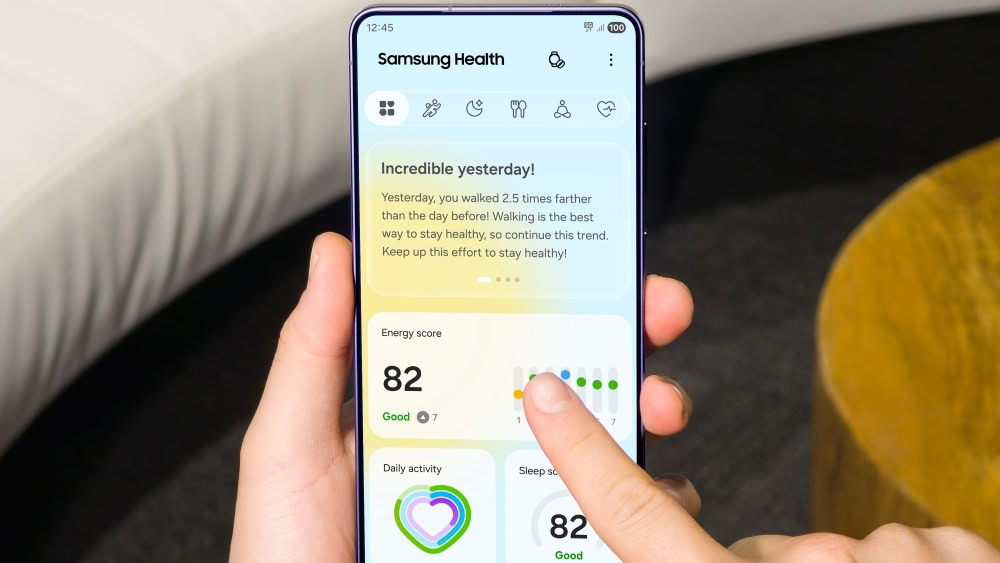 12:45
100
Samsung Health
Incredible yesterday!
Yesterday, you walked 2.5 times farther
than the day before! Walking is the best
way to stay healthy, so continue this trend.
Keep up this effort to stay healthy!
Energy score
82
Good 7
1 7
Daily activity
Sleep
82
Good